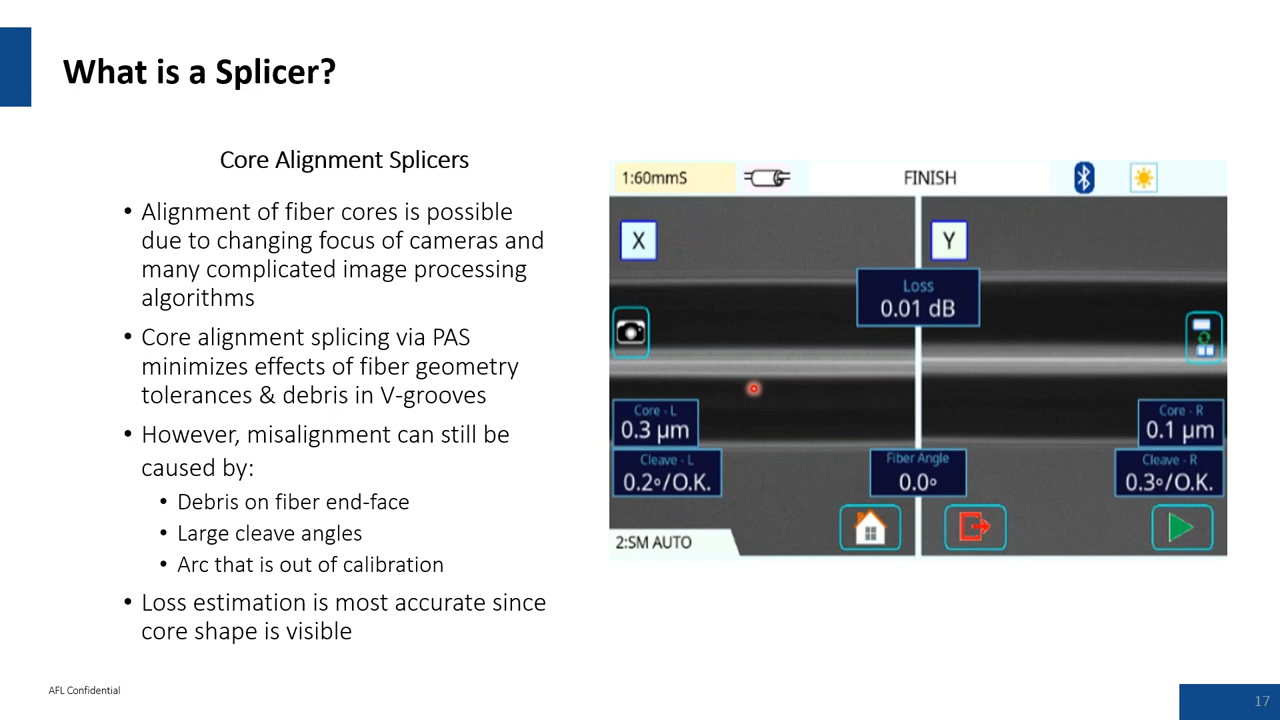 What is a Splicer?
Core Alignment Splicers
• Alignment of fiber cores is possible
due to changing focus of cameras and
many complicated image processing
algorithms
• Core alignment splicing via PAS
minimizes effects of fiber geometry
tolerances & debris in V-grooves
• However, misalignment can still be
caused by:
• Debris on fiber end-face
• Large cleave angles
• Arc that is out of calibration
• Loss estimation is most accurate since
core shape is visible
1:60mmS
FINISH
X
Y
Loss
0.01 dB
Core - L
0.3 µm
Core - R
0.1 µm
Cleave - L
0.2°/O.K.
Fiber Angle
0.0°
Cleave - R
0.3°/O.K.
2:SM AUTO
AFL Confidential
17